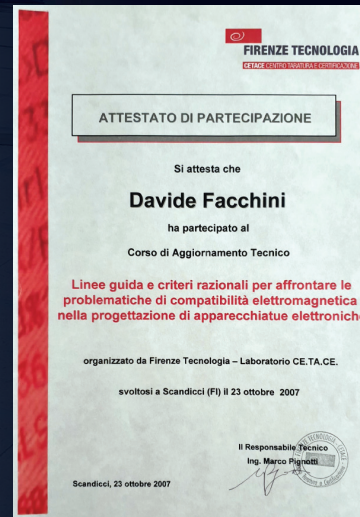 FIRENZE TECNOLOGIA
CETACE CENTRO TARATURA E CERTIFICAZIONE
ATTESTATO DI PARTECIPAZIONE
Si attesta che
Davide Facchini
ha partecipato al
Corso di Aggiornamento Tecnico
Linee guida e criteri razionali per affrontare le
problematiche di compatibilità elettromagnetica
nella progettazione di apparecchiatue elettroniche
organizzato da Firenze Tecnologia – Laboratorio CE.TA.CE.
svoltosi a Scandicci (FI) il 23 ottobre 2007
Il Responsabile Tecnico
Ing. Marco Pignotti
Scandicci, 23 ottobre 2007